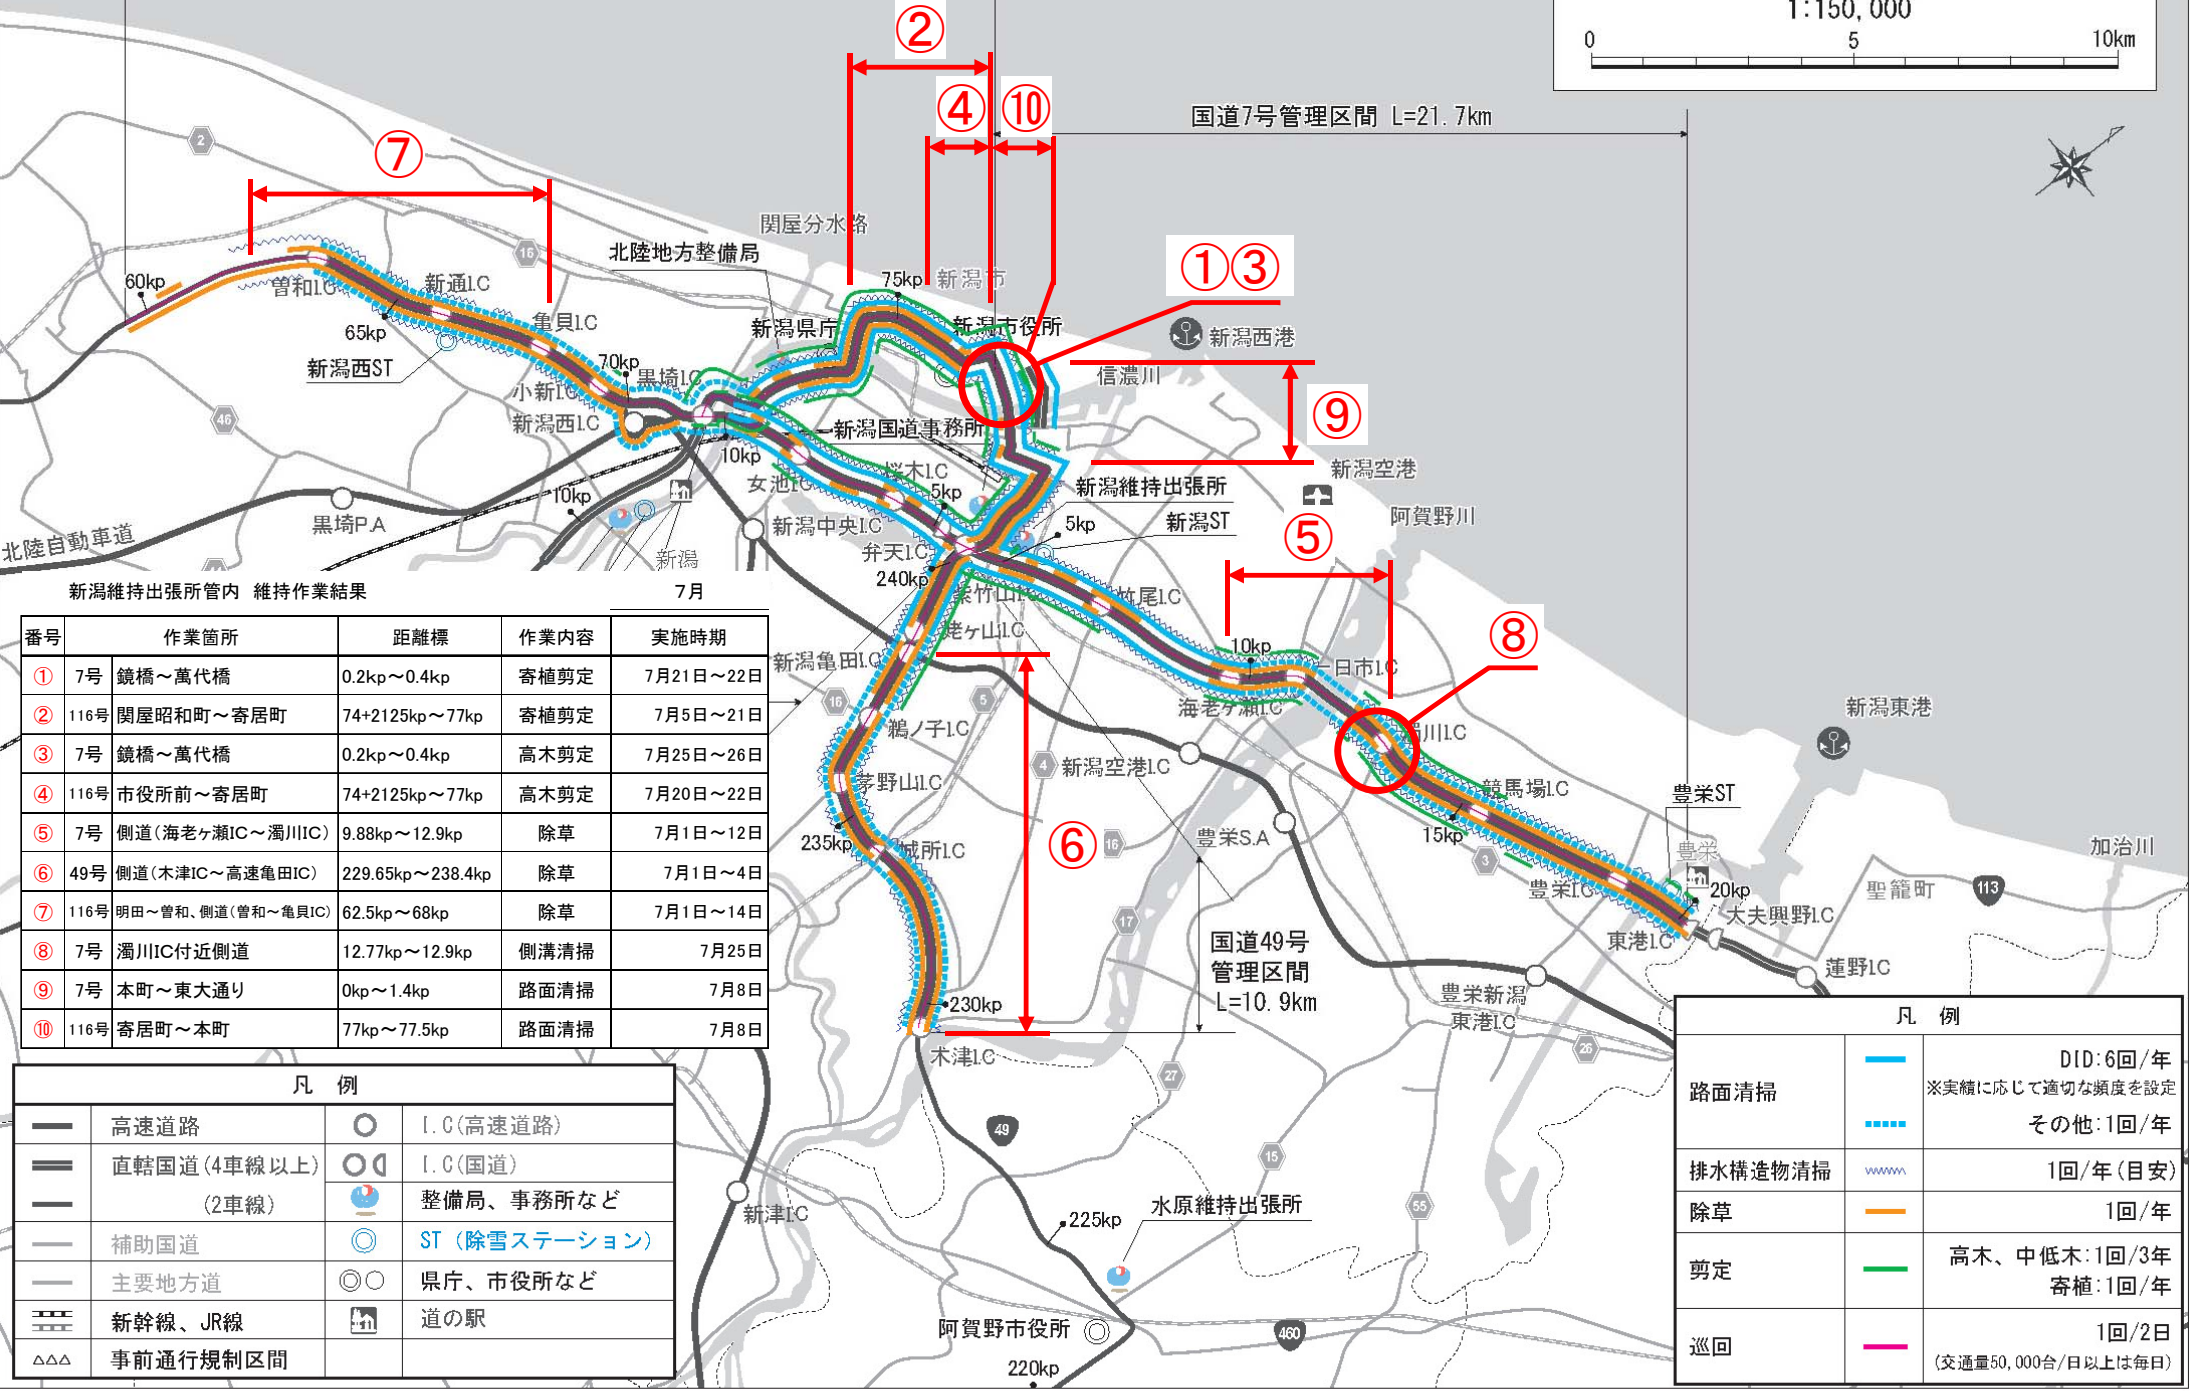 1:150,000
0 5 10km
②
④ ⑩
国道7号管理区間 L=21.7km
⑦
2
関屋分水路
北陸地方整備局
16
75kp
新潟市
①③
60kp
曽和I.C
新通I.C
65kp
亀貝I.C
新潟県庁
新潟市役所
新潟西港
新潟西ST
70kp
黒埼I.C
小新I.C
新潟西I.C
信濃川
⑨
46
新潟国道事務所
10kp
女池I.C
桜木I.C
5kp
新潟空港
新潟維持出張所
10kp
黒埼P.A
新潟中央I.C
5kp
新潟ST
阿賀野川
⑤
北陸自動車道
新潟
弁天I.C
240kp
紫竹山I.C
竹尾I.C
⑧
新潟亀田I.C
10kp
一日市I.C
海老ヶ瀬I.C
濁川I.C
16
5
鵜ノ子I.C
新潟東港
4
新潟空港I.C
茅野山I.C
競馬場I.C
豊栄ST
15kp
235kp
城所I.C
⑥
16
豊栄S.A
3
豊栄
加治川
豊栄I.C
20kp
聖籠町
113
大夫興野I.C
17
東港I.C
国道49号
管理区間
L=10.9km
蓮野I.C
230kp
豊栄新潟
東港I.C
木津I.C
26
27
49
15
新津I.C
55
225kp
水原維持出張所
阿賀野市役所
460
220kp
新潟維持出張所管内 維持作業結果 7月
番号 作業箇所 距離標 作業内容 実施時期
① 7号 鏡橋～萬代橋 0.2kp～0.4kp 寄植剪定 7月21日～22日
② 116号 関屋昭和町～寄居町 74+2125kp～77kp 寄植剪定 7月5日～21日
③ 7号 鏡橋～萬代橋 0.2kp～0.4kp 高木剪定 7月25日～26日
④ 116号 市役所前～寄居町 74+2125kp～77kp 高木剪定 7月20日～22日
⑤ 7号 側道(海老ヶ瀬IC～濁川IC) 9.88kp～12.9kp 除草 7月1日～12日
⑥ 49号 側道(木津IC～高速亀田IC) 229.65kp～238.4kp 除草 7月1日～4日
⑦ 116号 明田～曽和、側道(曽和～亀貝IC) 62.5kp～68kp 除草 7月1日～14日
⑧ 7号 濁川IC付近側道 12.77kp～12.9kp 側溝清掃 7月25日
⑨ 7号 本町～東大通り 0kp～1.4kp 路面清掃 7月8日
⑩ 116号 寄居町～本町 77kp～77.5kp 路面清掃 7月8日
凡 例
高速道路 I.C(高速道路)
直轄国道(4車線以上) I.C(国道)
(2車線) 整備局、事務所など
補助国道 ST (除雪ステーション)
主要地方道 県庁、市役所など
新幹線、JR線 道の駅
事前通行規制区間
凡 例
路面清掃 DID:6回/年
※実績に応じて適切な頻度を設定
その他:1回/年
排水構造物清掃 1回/年(目安)
除草 1回/年
剪定 高木、中低木:1回/3年
寄植:1回/年
巡回 1回/2日
(交通量50,000台/日以上は毎日)